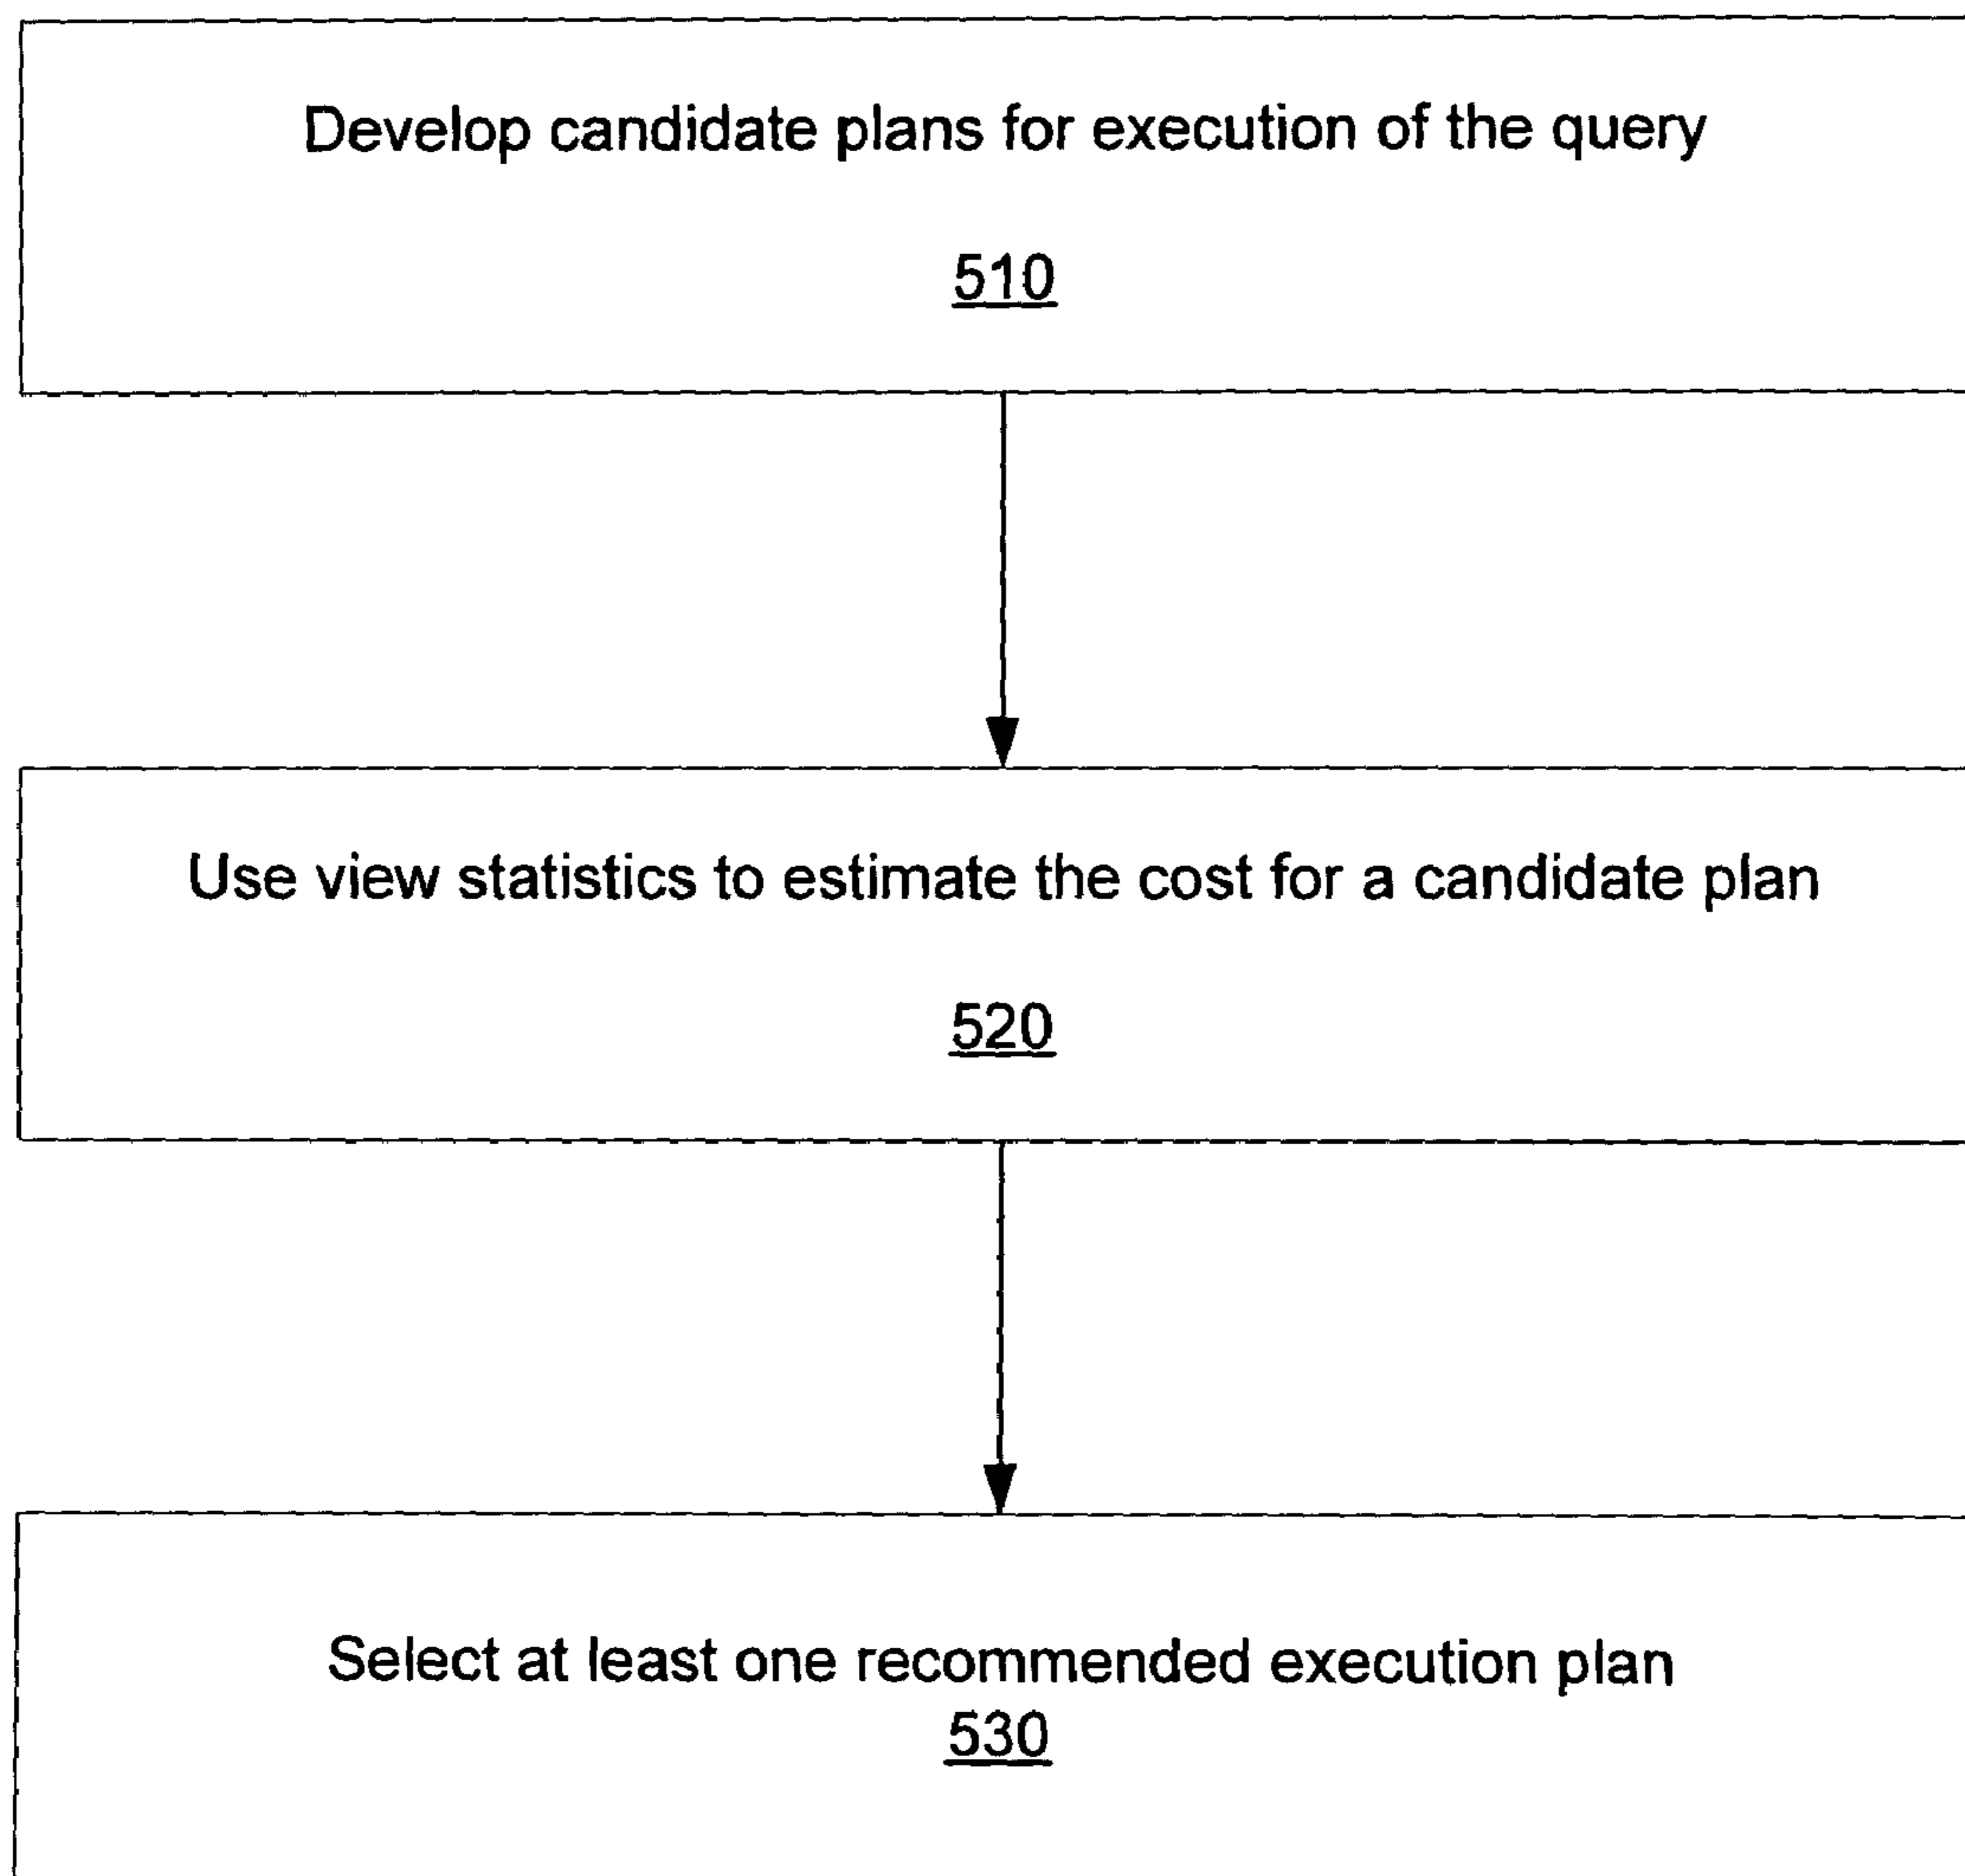 Develop candidate plans for execution of the query
510
Use view statistics to estimate the cost for a candidate plan
520
Select at least one recommended execution plan
530